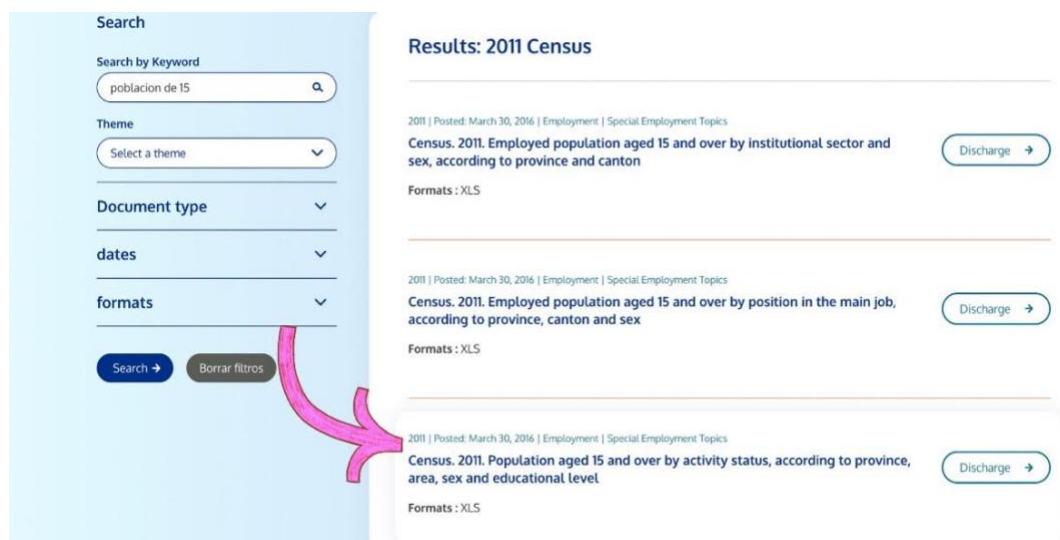 Search
Search by Keyword
poblacion de 15
Theme
Select a theme
Document type
dates
formats
Search
Borrar filtros
Results: 2011 Census
2011 | Posted: March 30, 2016 | Employment | Special Employment Topics
Census. 2011. Employed population aged 15 and over by institutional sector and
sex, according to province and canton
Formats : XLS
Discharge
2011 | Posted: March 30, 2016 | Employment | Special Employment Topics
Census. 2011. Employed population aged 15 and over by position in the main job,
according to province, canton and sex
Formats : XLS
Discharge
2011 | Posted: March 30, 2016 | Employment | Special Employment Topics
Census. 2011. Population aged 15 and over by activity status, according to province,
area, sex and educational level
Formats : XLS
Discharge